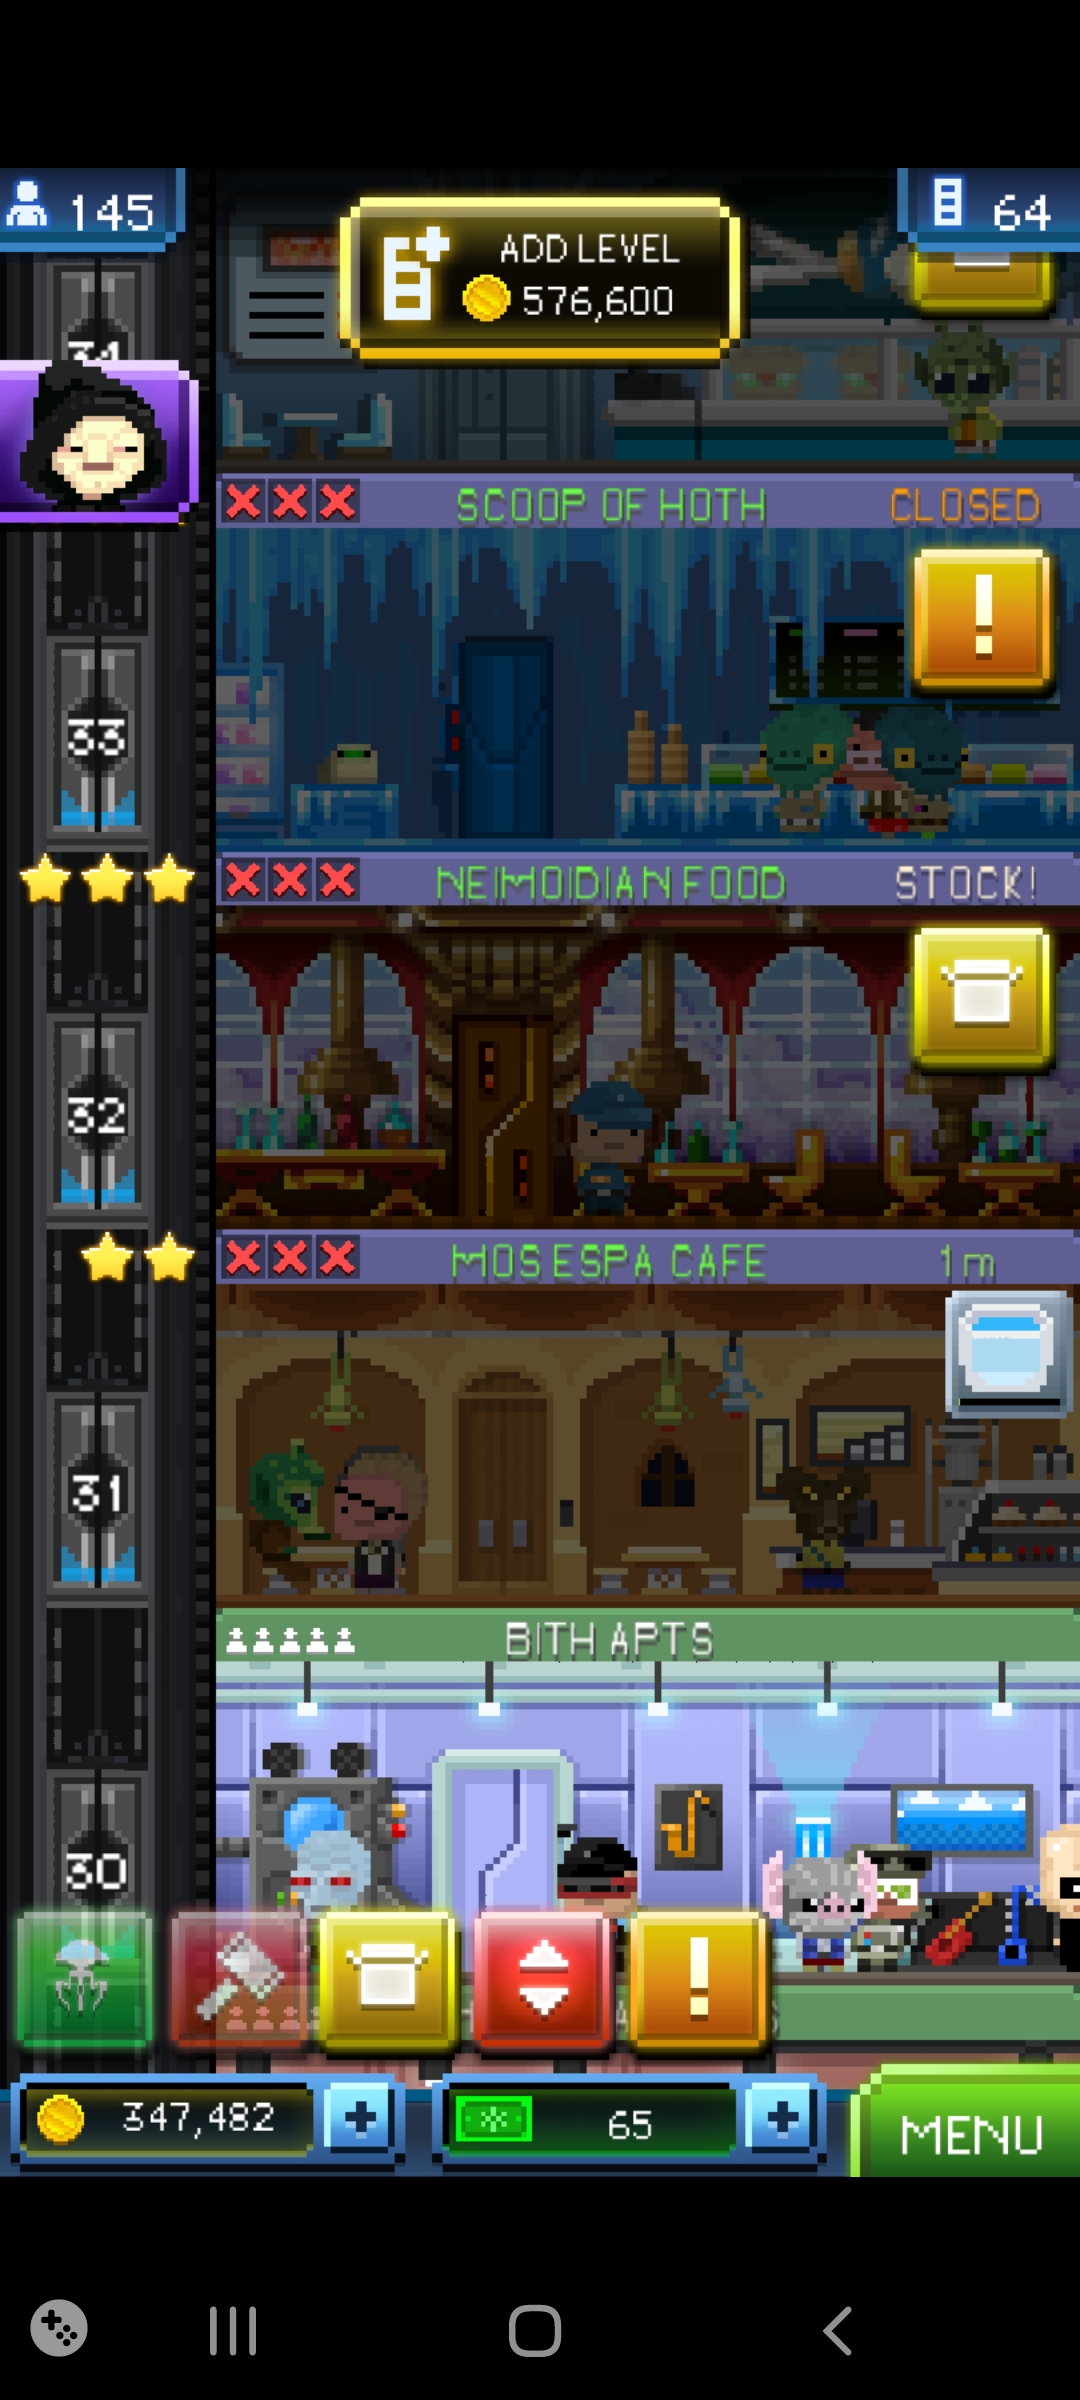 145
ADD LEVEL
576,600
64
34
SCOOP OF HOTH
CLOSED
!
33
NEIMOIDIAN FOOD
STOCK!
32
MOS ESPA CAFE
1m
31
BITH APTS
30
!
347,482
+
65
+
MENU